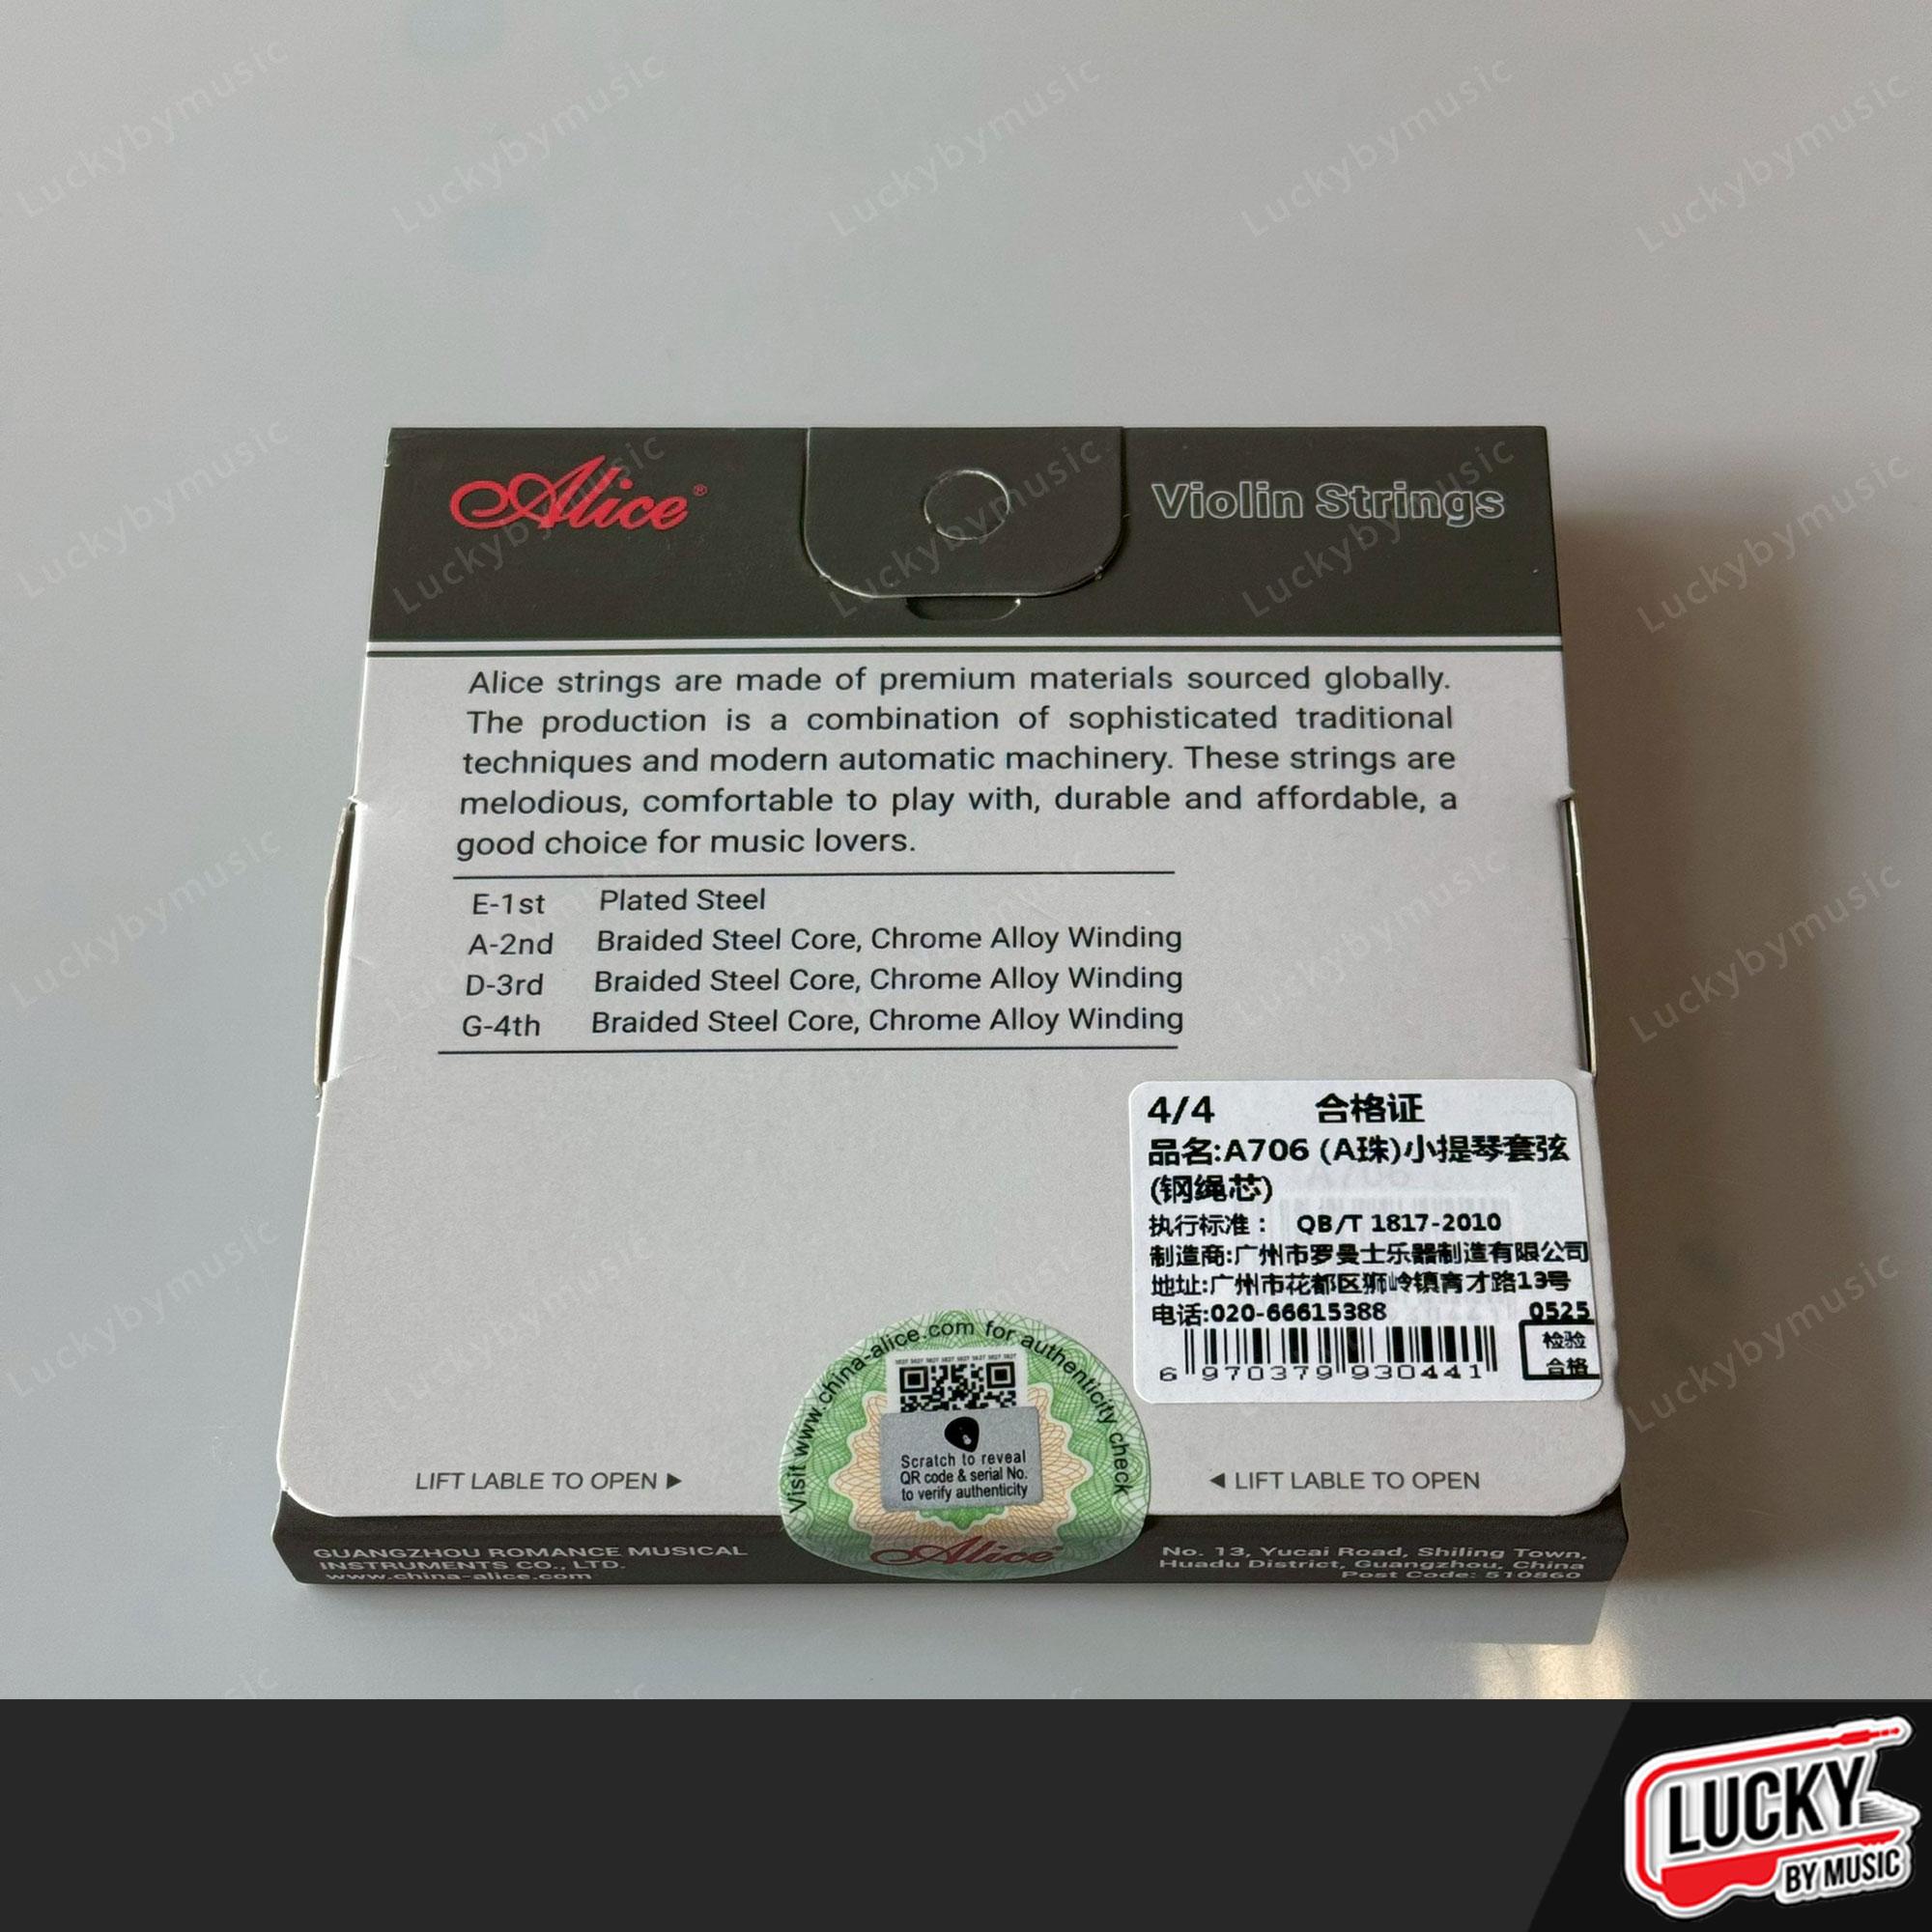 Alice®
Violin Strings
Alice strings are made of premium materials sourced globally.
The production is a combination of sophisticated traditional
techniques and modern automatic machinery. These strings are
melodious, comfortable to play with, durable and affordable, a
good choice for music lovers.
E-1st Plated Steel
A-2nd Braided Steel Core, Chrome Alloy Winding
D-3rd Braided Steel Core, Chrome Alloy Winding
G-4th Braided Steel Core, Chrome Alloy Winding
4/4 合格证
品名:A706 (A珠)小提琴套弦
(钢绳芯)
执行标准: QB/T 1817-2010
制造商:广州市罗曼士乐器制造有限公司
地址:广州市花都区狮岭镇育才路13号
电话:020-66615388 0525
检验
合格
6 970379 930441
Visit www.china-alice.com for authenticity check
Scratch to reveal
QR code & serial No.
to verify authenticity
Alice
LIFT LABLE TO OPEN ▶
◀ LIFT LABLE TO OPEN
GUANGZHOU ROMANCE MUSICAL
INSTRUMENTS CO., LTD.
www.china-alice.com
No. 13, Yucai Road, Shiling Town,
Huadu District, Guangzhou, China
Post Code: 510860
Luckybymusic
LUCKY
BY MUSIC